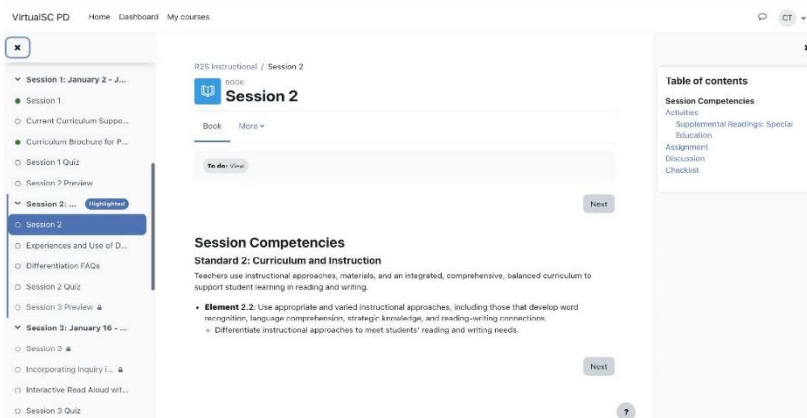 VirtualSC PD Home Dashboard My courses CT
Session 1: January 2 - J...
Session 1
Current Curriculum Suppo...
Curriculum Brochure for P...
Session 1 Quiz
Session 2 Preview
Session 2: ... Highlighted
Session 2
Experiences and Use of D...
Differentiation FAQs
Session 2 Quiz
Session 3 Preview
Session 3: January 16 - ...
Session 3
Incorporating Inquiry i...
Interactive Read Aloud wit...
Session 3 Quiz
R2S Instructional / Session 2
BOOK
Session 2
Book More
To do: View
Next
Session Competencies
Standard 2: Curriculum and Instruction
Teachers use instructional approaches, materials, and an integrated, comprehensive, balanced curriculum to
support student learning in reading and writing.
• Element 2.2: Use appropriate and varied instructional approaches, including those that develop word
recognition, language comprehension, strategic knowledge, and reading-writing connections.
Differentiate instructional approaches to meet students' reading and writing needs.
Next
?
Table of contents
Session Competencies
Activities
Supplemental Readings: Special
Education
Assignment
Discussion
Checklist